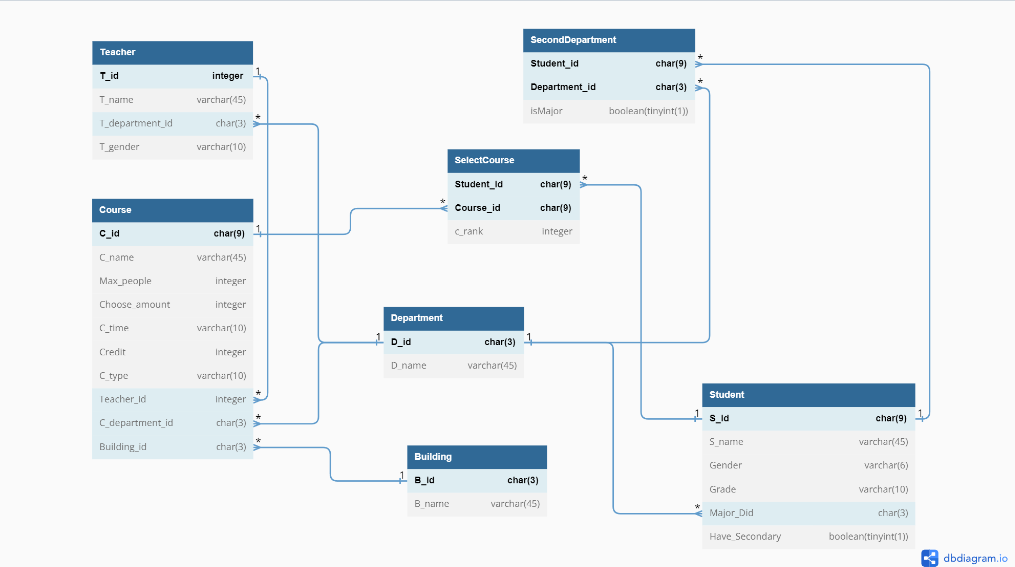 Teacher
T_id integer
T_name varchar(45)
T_department_id char(3)
T_gender varchar(10)
1
*
SecondDepartment
Student_id char(9)
Department_id char(3)
isMajor boolean(tinyint(1))
*
*
SelectCourse
Student_id char(9)
Course_id char(9)
c_rank integer
*
*
Course
C_id char(9)
C_name varchar(45)
Max_people integer
Choose_amount integer
C_time varchar(10)
Credit integer
C_type varchar(10)
Teacher_id integer
C_department_id char(3)
Building_id char(3)
1
*
*
*
Department
D_id char(3)
D_name varchar(45)
1
1
Building
B_id char(3)
B_name varchar(45)
1
Student
S_id char(9)
S_name varchar(45)
Gender varchar(6)
Grade varchar(10)
Major_Did char(3)
Have_Secondary boolean(tinyint(1))
1
1
*
dbdiagram.io